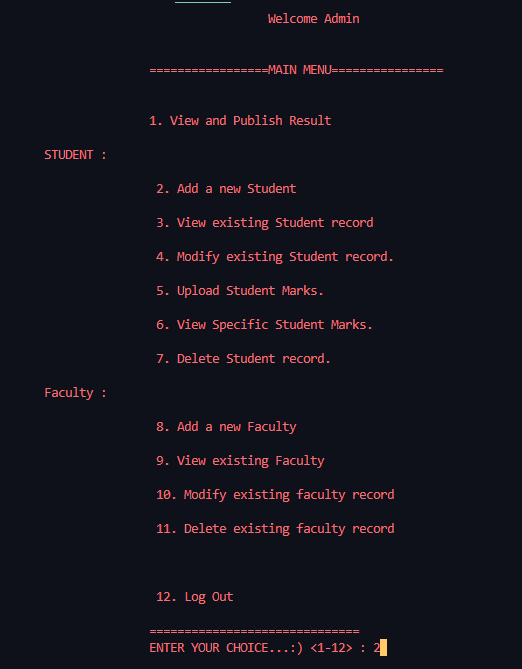 Welcome Admin
=================MAIN MENU================
1. View and Publish Result
STUDENT :
2. Add a new Student
3. View existing Student record
4. Modify existing Student record.
5. Upload Student Marks.
6. View Specific Student Marks.
7. Delete Student record.
Faculty :
8. Add a new Faculty
9. View existing Faculty
10. Modify existing faculty record
11. Delete existing faculty record
12. Log Out
==============================
ENTER YOUR CHOICE...:) <1-12> : 2